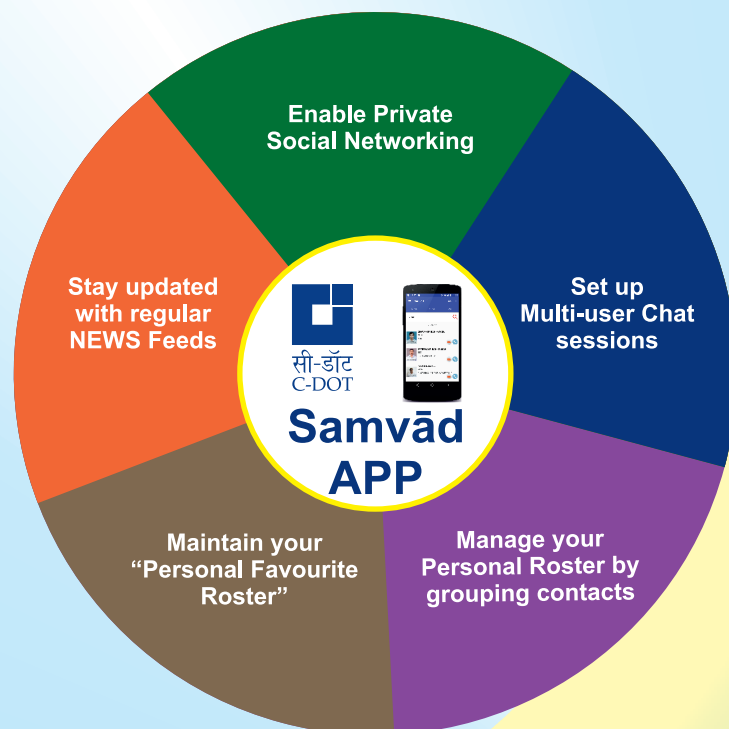 Enable Private
Social Networking
Set up
Multi-user Chat
sessions
Manage your
Personal Roster by
grouping contacts
Maintain your
“Personal Favourite
Roster”
Stay updated
with regular
NEWS Feeds
सी-डॉट
C-DOT
Samvād
APP